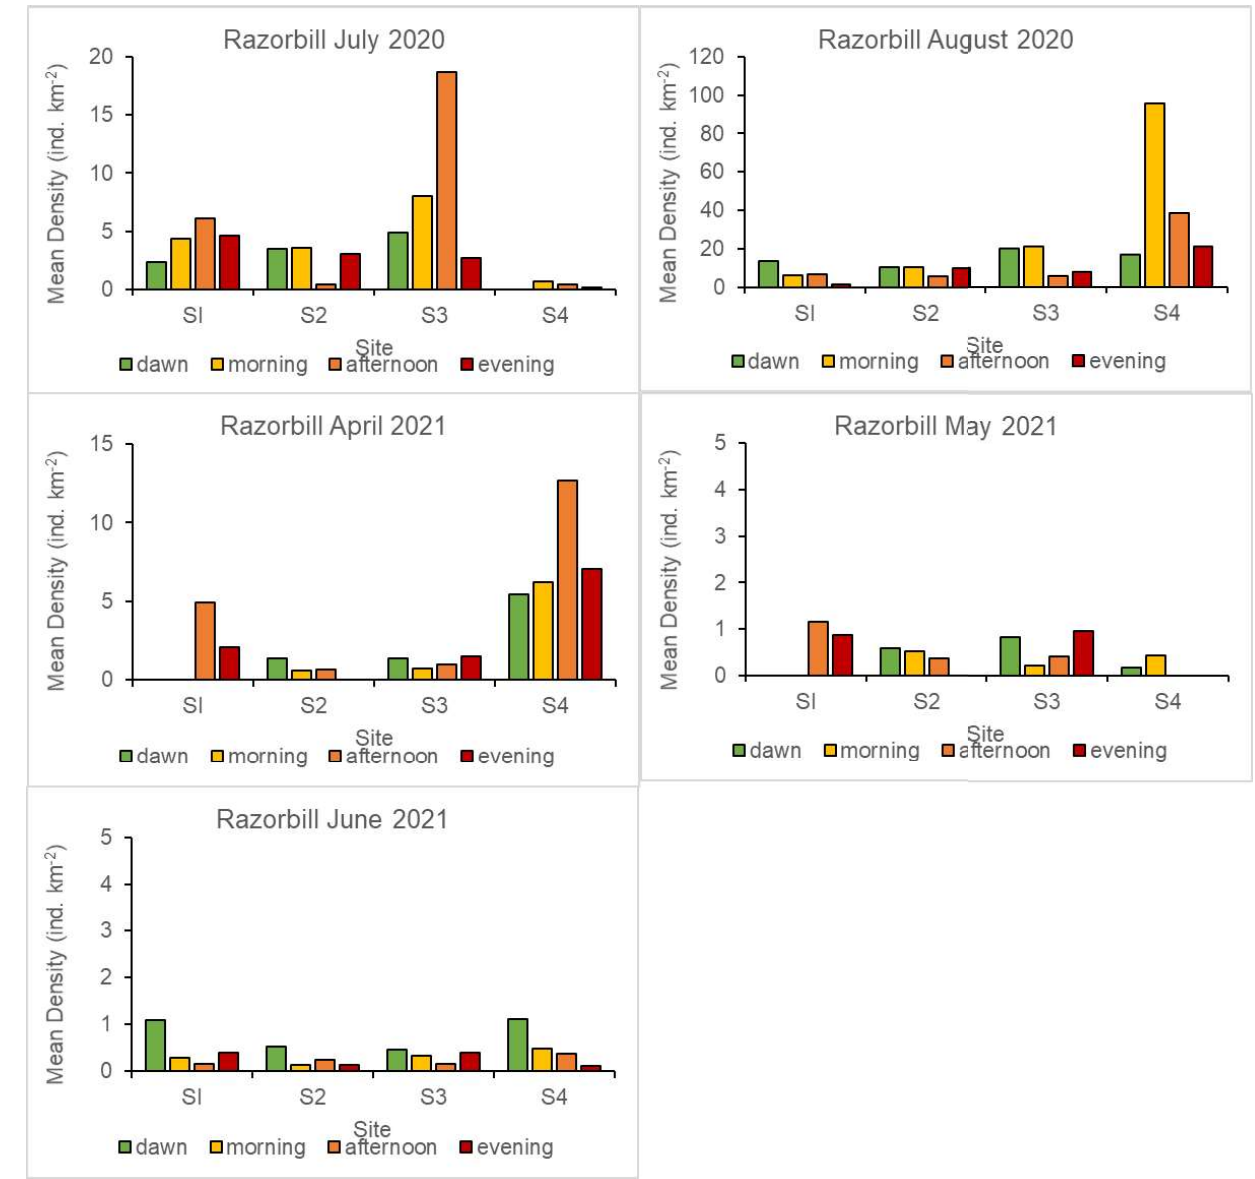 Razorbill July 2020
Mean Density (ind. km-2)
20
15
10
5
0
SI S2 S3 S4
Site
dawn morning afternoon evening
Razorbill August 2020
Mean Density (ind. km-2)
120
100
80
60
40
20
0
SI S2 S3 S4
Site
dawn morning afternoon evening
Razorbill April 2021
Mean Density (ind. km-2)
15
10
5
0
SI S2 S3 S4
Site
dawn morning afternoon evening
Razorbill May 2021
Mean Density (ind. km-2)
5
4
3
2
1
0
SI S2 S3 S4
Site
dawn morning afternoon evening
Razorbill June 2021
Mean Density (ind. km-2)
5
4
3
2
1
0
SI S2 S3 S4
Site
dawn morning afternoon evening